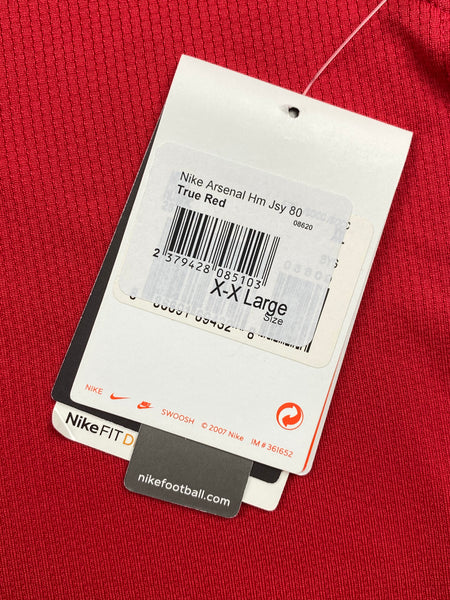 Nike Arsenal Hm Jsy 80
True Red
08620
2 379428 085103
X-X Large
Size
NIKE
SWOOSH © 2007 Nike IM # 361652
NikeFIT D
nikefootball.com